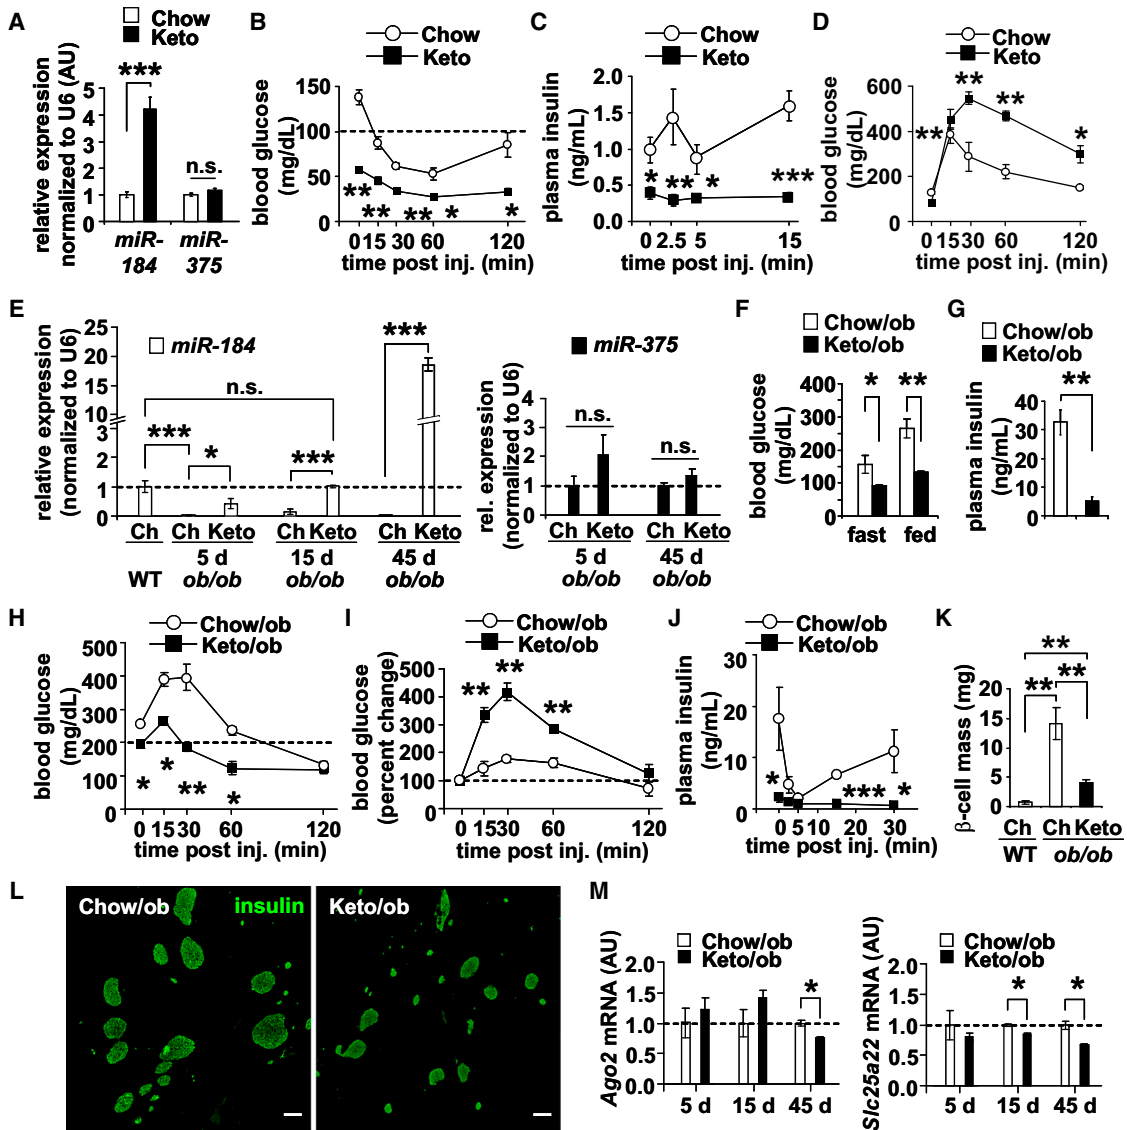 A
Chow
Keto
relative expression
normalized to U6 (AU)
5
4
3
2
1
0
***
n.s.
miR-
184
miR-
375
B
Chow
Keto
blood glucose
(mg/dL)
150
100
50
0
**
**
**
*
*
0 15 30 60 120
time post inj. (min)
C
Chow
Keto
plasma insulin
(ng/mL)
2.0
1.5
1.0
0.5
0.0
*
**
*
***
0 2.5 5 15
time post inj. (min)
D
Chow
Keto
blood glucose
(mg/dL)
600
400
200
0
**
**
**
*
0 15 30 60 120
time post inj. (min)
E
relative expression
(normalized to U6)
25
20
15
10
3
2
1
0
miR-184
n.s.
***
*
***
***
Ch Ch Keto Ch Keto Ch Keto
5 d 15 d 45 d
WT ob/ob ob/ob ob/ob
miR-375
rel. expression
(normalized to U6)
4
3
2
1
0
n.s.
n.s.
Ch Keto Ch Keto
5 d 45 d
ob/ob ob/ob
F
Chow/ob
Keto/ob
blood glucose
(mg/dL)
400
300
200
100
0
*
**
fast fed
G
Chow/ob
Keto/ob
plasma insulin
(ng/mL)
40
30
20
10
0
**
H
Chow/ob
Keto/ob
blood glucose
(mg/dL)
500
400
300
200
100
0
*
*
**
*
0 15 30 60 120
time post inj. (min)
I
Chow/ob
Keto/ob
blood glucose
(percent change)
500
400
300
200
100
0
**
**
**
0 15 30 60 120
time post inj. (min)
J
Chow/ob
Keto/ob
plasma insulin
(ng/mL)
30
20
10
0
*
***
*
0 5 10 20 30
time post inj. (min)
K
β-cell mass (mg)
20
15
10
5
0
**
**
**
Ch Ch Keto
WT ob/ob
L
Chow/ob insulin
Keto/ob
M
Chow/ob
Keto/ob
Ago2 mRNA (AU)
2.0
1.5
1.0
0.5
0.0
*
5 d 15 d 45 d
Chow/ob
Keto/ob
Slc25a22 mRNA (AU)
2.0
1.5
1.0
0.5
0.0
*
*
5 d 15 d 45 d